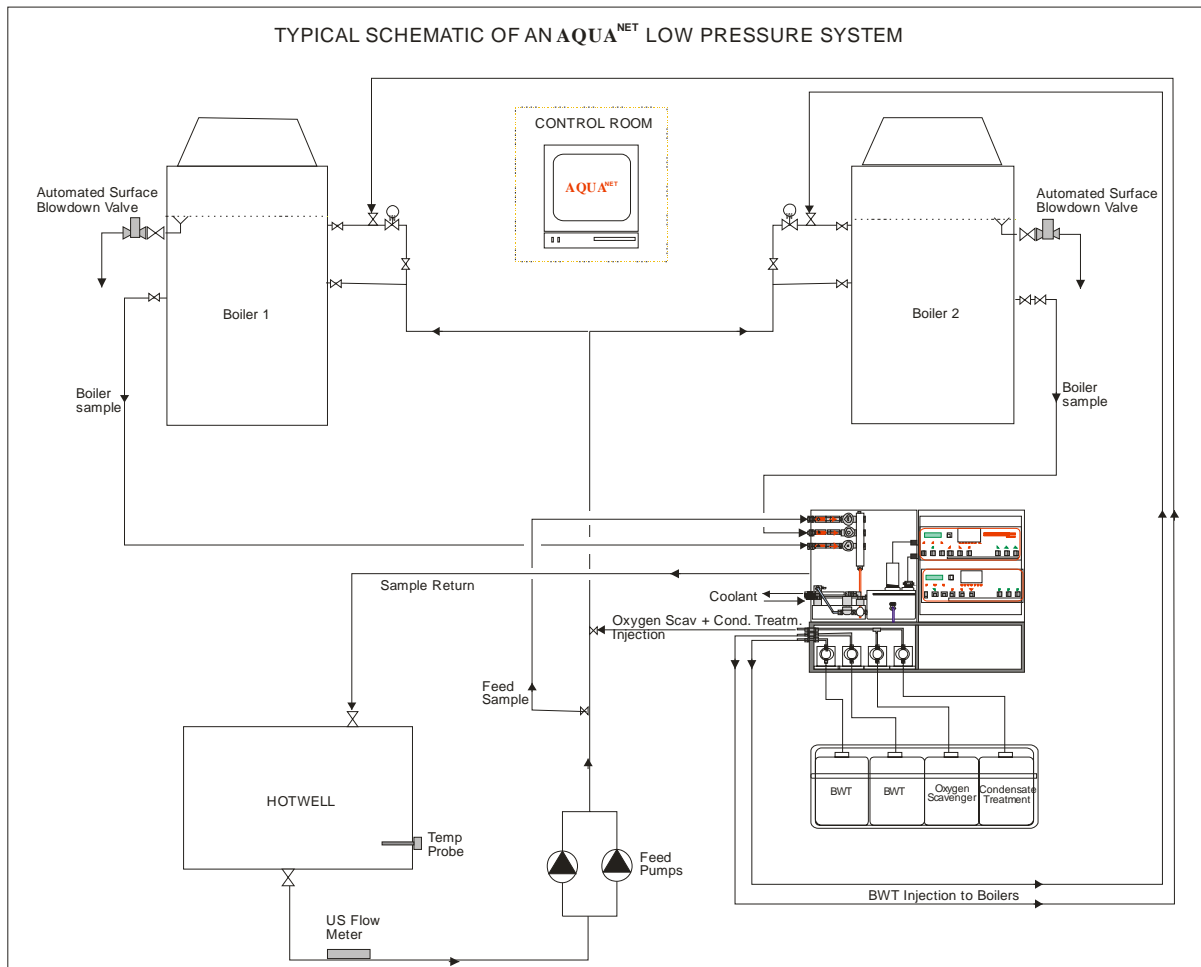 TYPICAL SCHEMATIC OF AN AQUANET LOW PRESSURE SYSTEM
CONTROL ROOM
AQUANET
Automated Surface
Blowdown Valve
Automated Surface
Blowdown Valve
Boiler 1
Boiler 2
Boiler
sample
Boiler
sample
Sample Return
Coolant
Oxygen Scav + Cond. Treatm.
Injection
Feed
Sample
HOTWELL
Temp
Probe
Feed
Pumps
US Flow
Meter
BWT
BWT
Oxygen
Scavenger
Condensate
Treatment
BWT Injection to Boilers